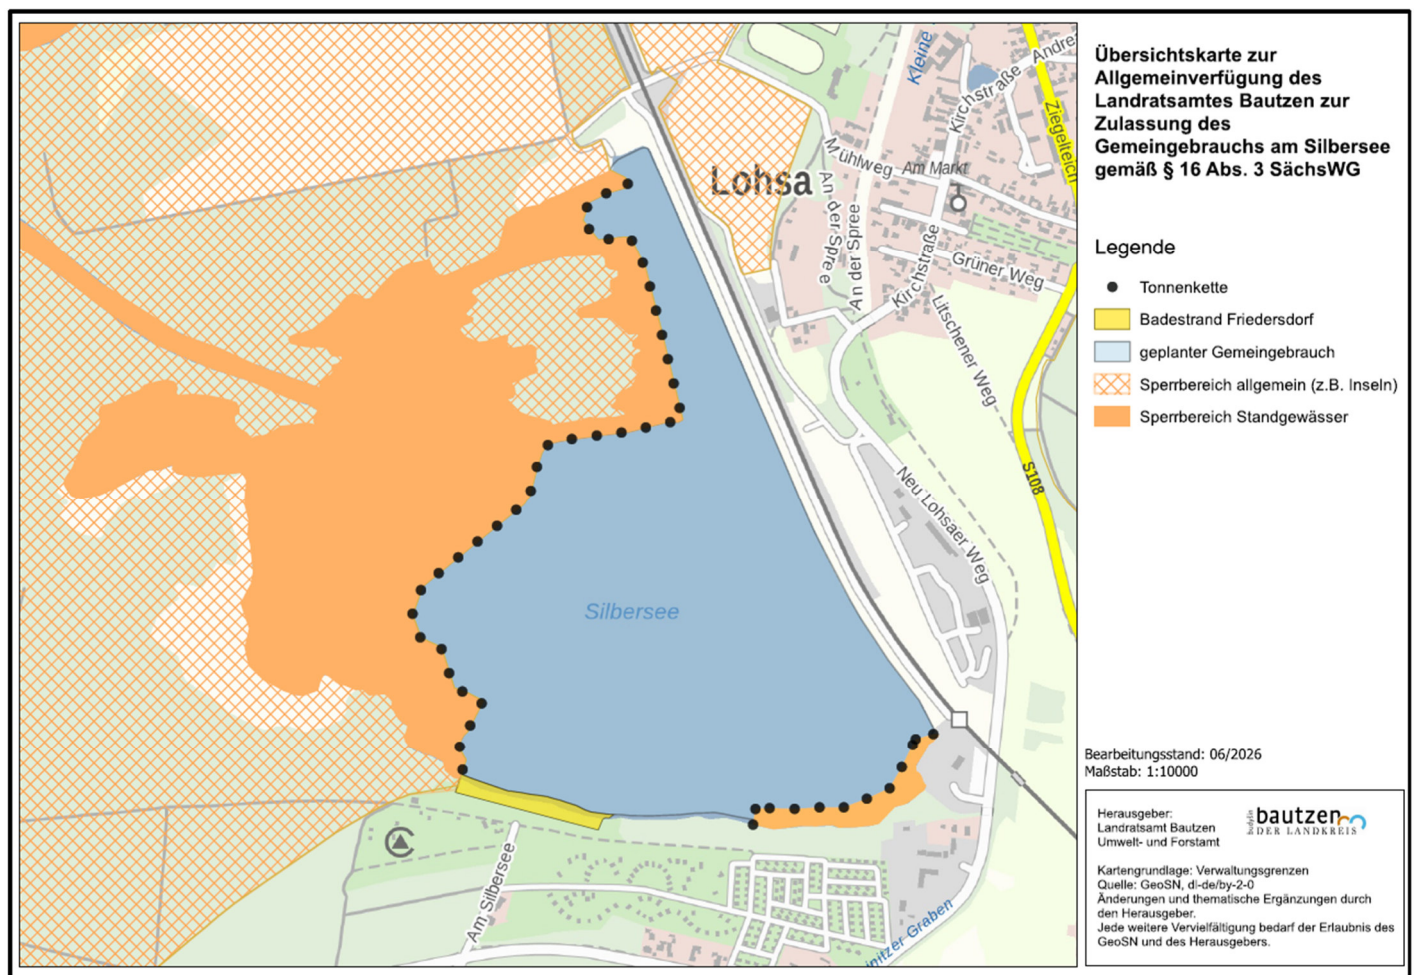 Übersichtskarte zur
Allgemeinverfügung des
Landratsamtes Bautzen zur
Zulassung des
Gemeingebrauchs am Silbersee
gemäß § 16 Abs. 3 SächsWG
Legende
Tonnenkette
Badestrand Friedersdorf
geplanter Gemeingebrauch
Sperrbereich allgemein (z.B. Inseln)
Sperrbereich Standgewässer
Kleine
Andre
Kirchstraße
Ziegelteich
Mühlweg
Am Markt
Lohsa
An der Spree
An der Spree
Kirchstraße
Grüner Weg
Litschener Weg
S108
Neu Lohsaer Weg
Silbersee
Am Silbersee
initzer Graben
Bearbeitungsstand: 06/2026
Maßstab: 1:10000
Herausgeber:
Landratsamt Bautzen
Umwelt- und Forstamt
budyšin
bautzen
DER LANDKREIS
Kartengrundlage: Verwaltungsgrenzen
Quelle: GeoSN, dl-de/by-2-0
Änderungen und thematische Ergänzungen durch
den Herausgeber.
Jede weitere Vervielfältigung bedarf der Erlaubnis des
GeoSN und des Herausgebers.